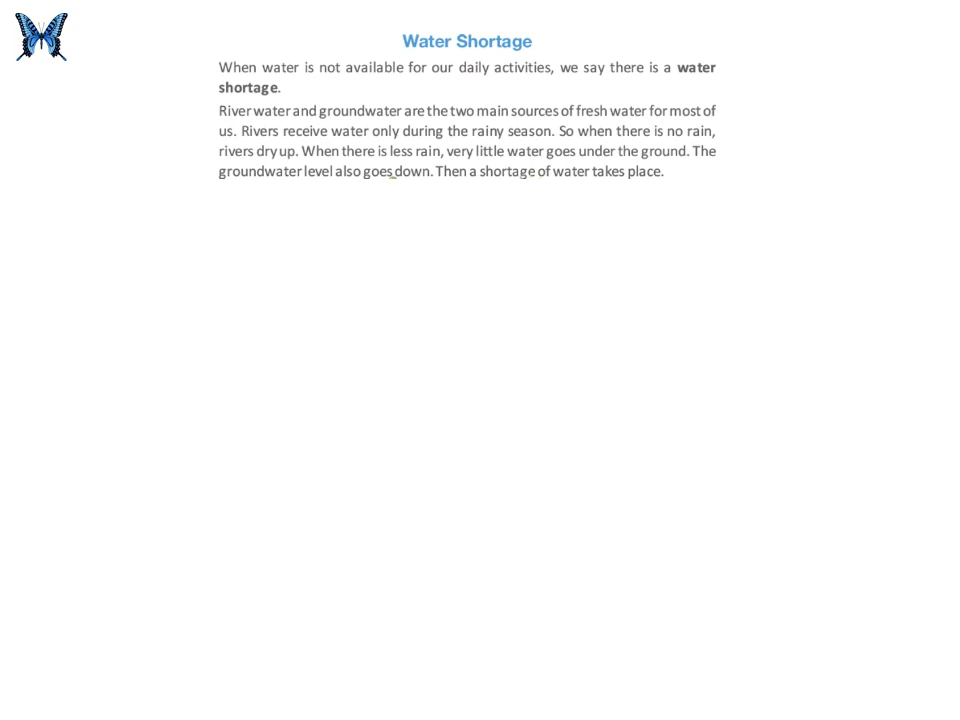 Water Shortage
When water is not available for our daily activities, we say there is a water
shortage.
River water and groundwater are the two main sources of fresh water for most of
us. Rivers receive water only during the rainy season. So when there is no rain,
rivers dry up. When there is less rain, very little water goes under the ground. The
groundwater level also goes down. Then a shortage of water takes place.